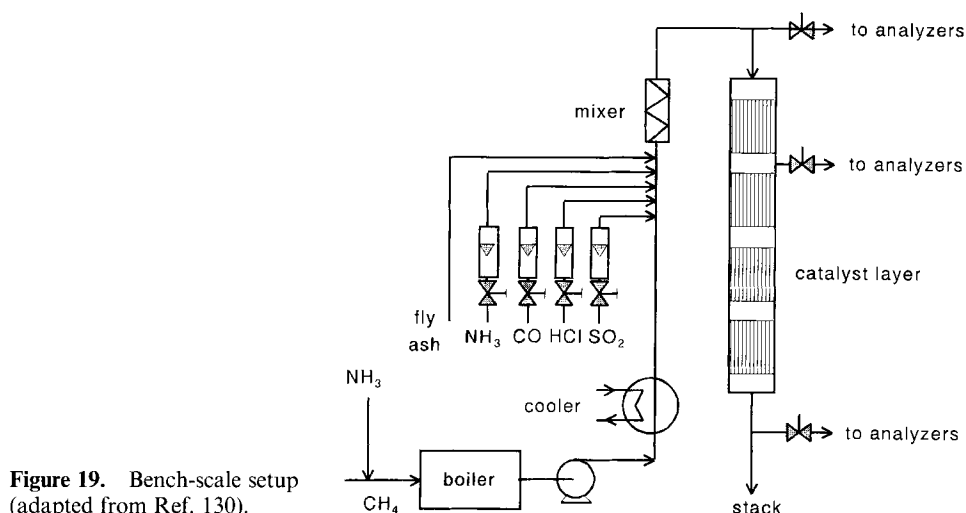 to analyzers
mixer
to analyzers
catalyst layer
fly
ash
NH₃ CO HCl SO₂
NH₃
cooler
to analyzers
boiler
CH₄
stack
Figure 19. Bench-scale setup
(adapted from Ref. 130).